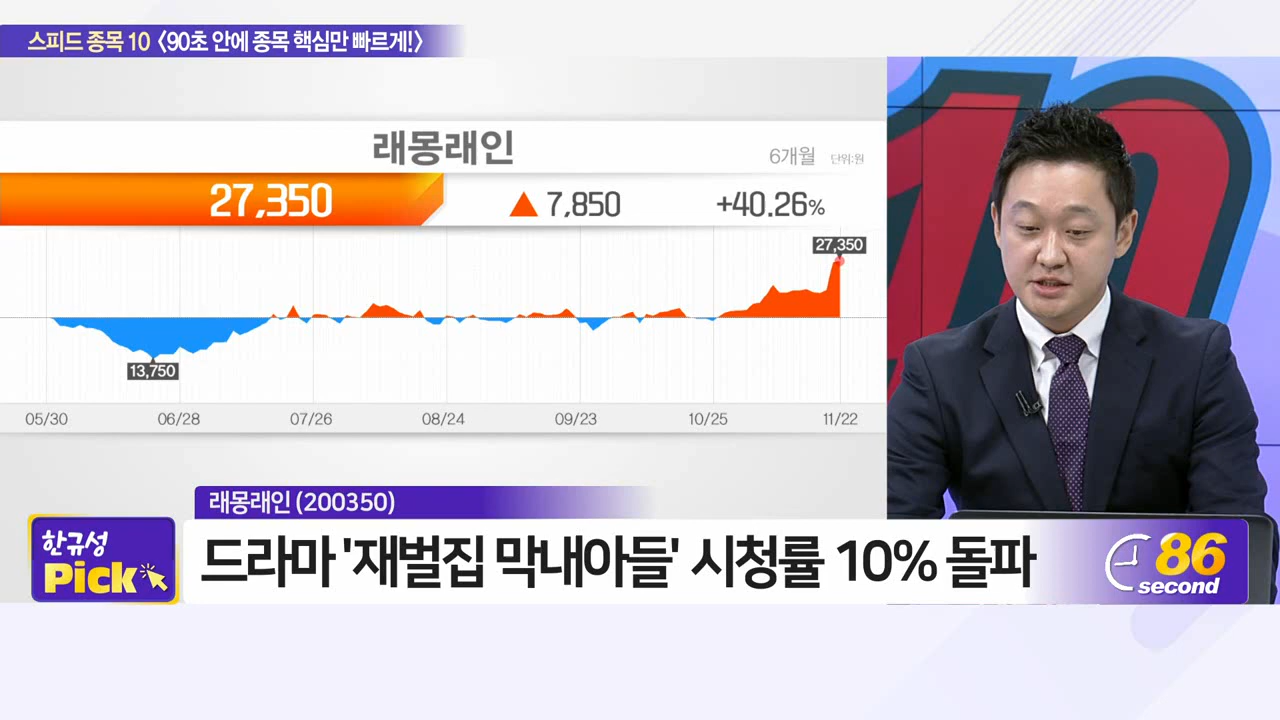 스피드 종목 10 〈90초 안에 종목 핵심만 빠르게!〉
래몽래인
6개월 단위:원
27,350 ▲ 7,850 +40.26%
27,350
13,750
05/30 06/28 07/26 08/24 09/23 10/25 11/22
10
래몽래인 (200350)
한규성
Pick
드라마 '재벌집 막내아들' 시청률 10% 돌파
86
second